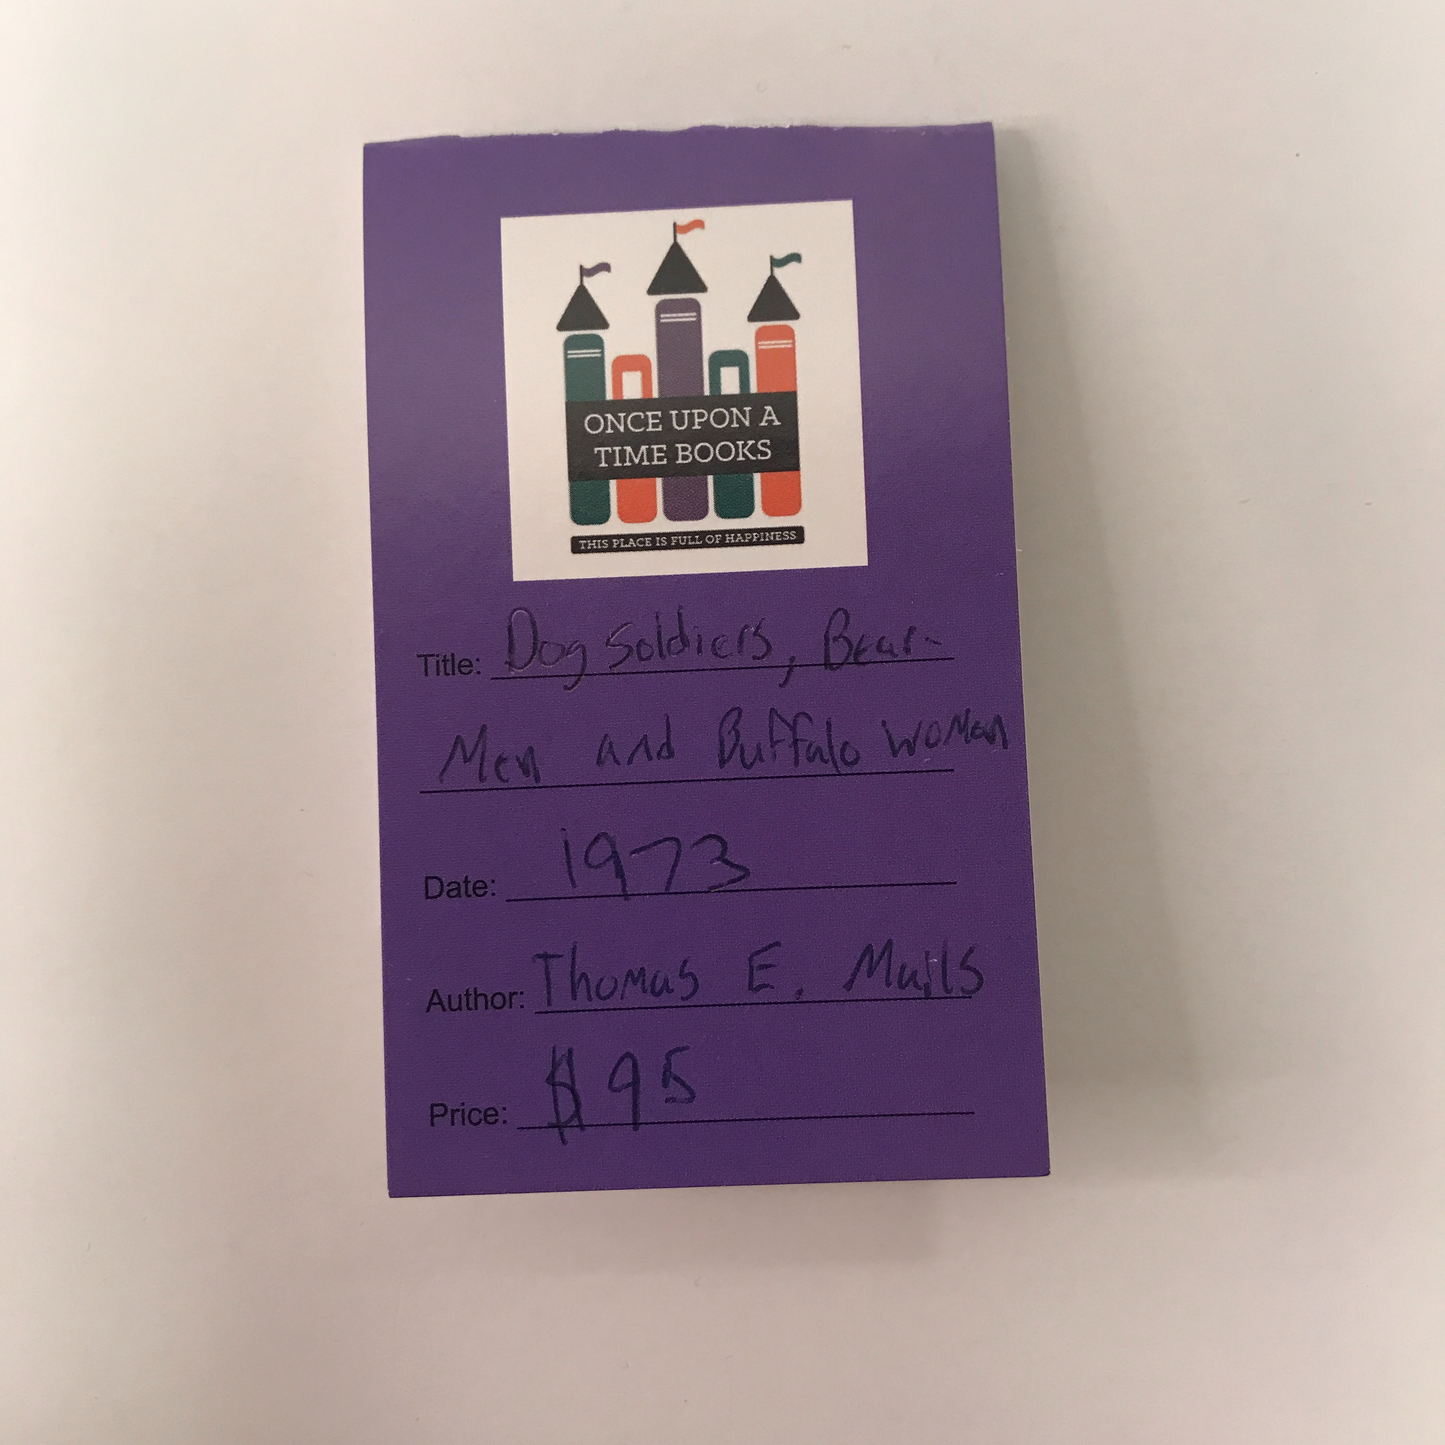 ONCE UPON A
TIME BOOKS
THIS PLACE IS FULL OF HAPPINESS
Title: Dog Soldiers, Bear-
Men and Buffalo Woman
Date: 1973
Author: Thomas E. Mails
Price: $95